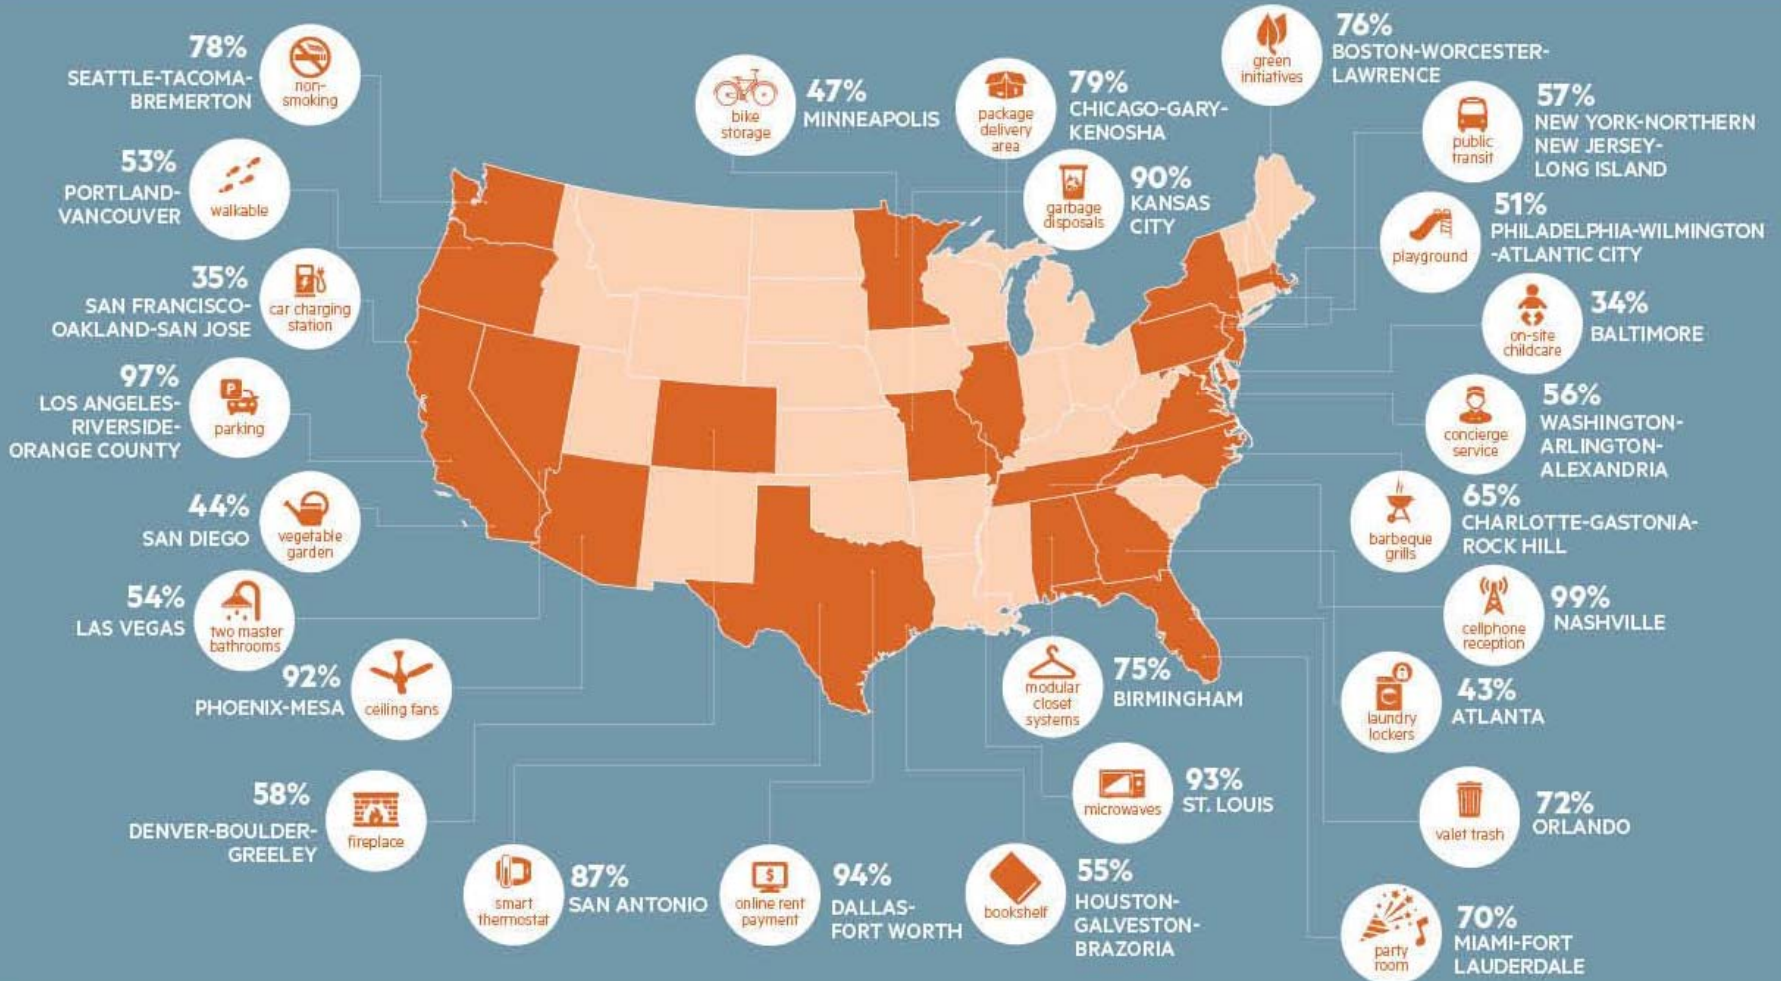 78%
SEATTLE-TACOMA-
BREMERTON
non-
smoking
53%
PORTLAND-
VANCOUVER
walkable
35%
SAN FRANCISCO-
OAKLAND-SAN JOSE
car charging
station
97%
LOS ANGELES-
RIVERSIDE-
ORANGE COUNTY
P
parking
44%
SAN DIEGO
vegetable
garden
54%
LAS VEGAS
two master
bathrooms
92%
PHOENIX-MESA
ceiling fans
58%
DENVER-BOULDER-
GREELEY
fireplace
smart
thermostat
87%
SAN ANTONIO
$
online rent
payment
94%
DALLAS-
FORT WORTH
bookshelf
55%
HOUSTON-
GALVESTON-
BRAZORIA
microwaves
93%
ST. LOUIS
modular
closet
systems
75%
BIRMINGHAM
bike
storage
47%
MINNEAPOLIS
package
delivery
area
79%
CHICAGO-GARY-
KENOSHA
garbage
disposals
90%
KANSAS
CITY
green
initiatives
76%
BOSTON-WORCESTER-
LAWRENCE
public
transit
57%
NEW YORK-NORTHERN
NEW JERSEY-
LONG ISLAND
playground
51%
PHILADELPHIA-WILMINGTON
-ATLANTIC CITY
on-site
childcare
34%
BALTIMORE
concierge
service
56%
WASHINGTON-
ARLINGTON-
ALEXANDRIA
barbeque
grills
65%
CHARLOTTE-GASTONIA-
ROCK HILL
cellphone
reception
99%
NASHVILLE
laundry
lockers
43%
ATLANTA
valet trash
72%
ORLANDO
party
room
70%
MIAMI-FORT
LAUDERDALE